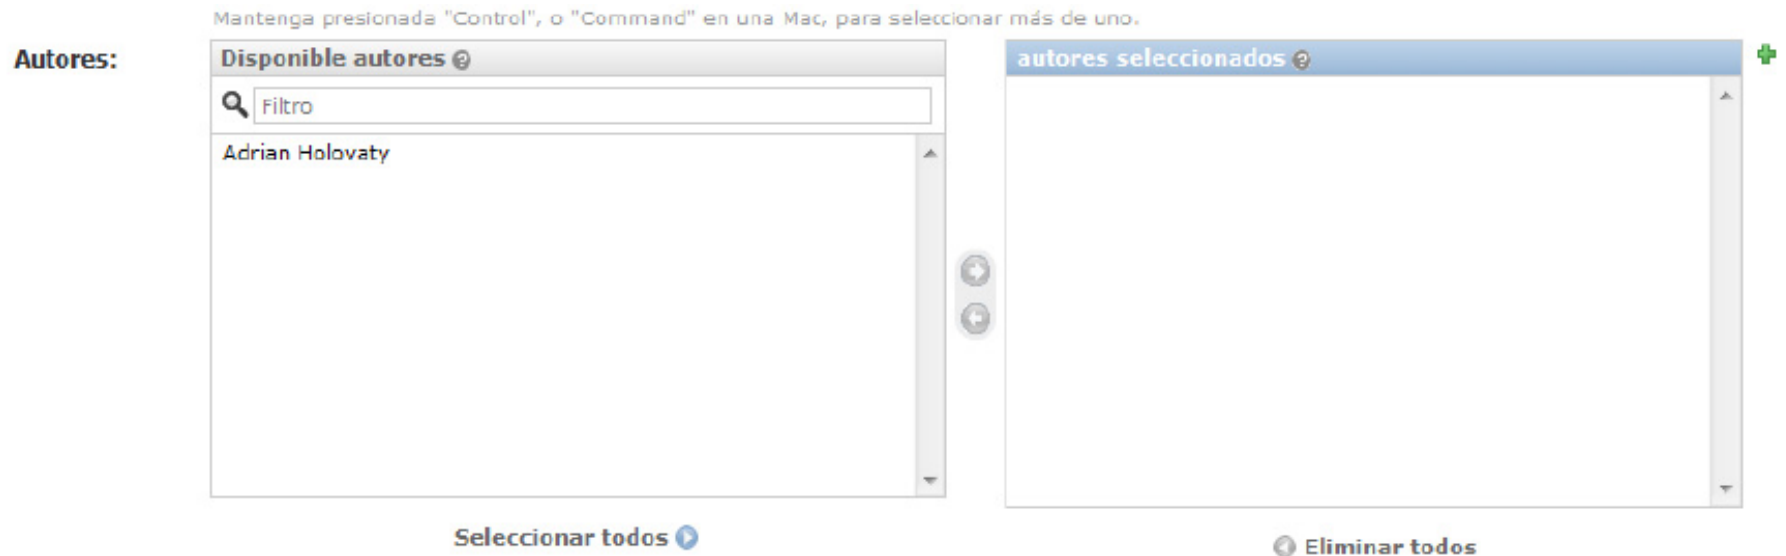 Mantenga presionada "Control", o "Command" en una Mac, para seleccionar más de uno.
Autores:
Disponible autores
Filtro
Adrian Holovaty
Seleccionar todos
autores seleccionados
Eliminar todos